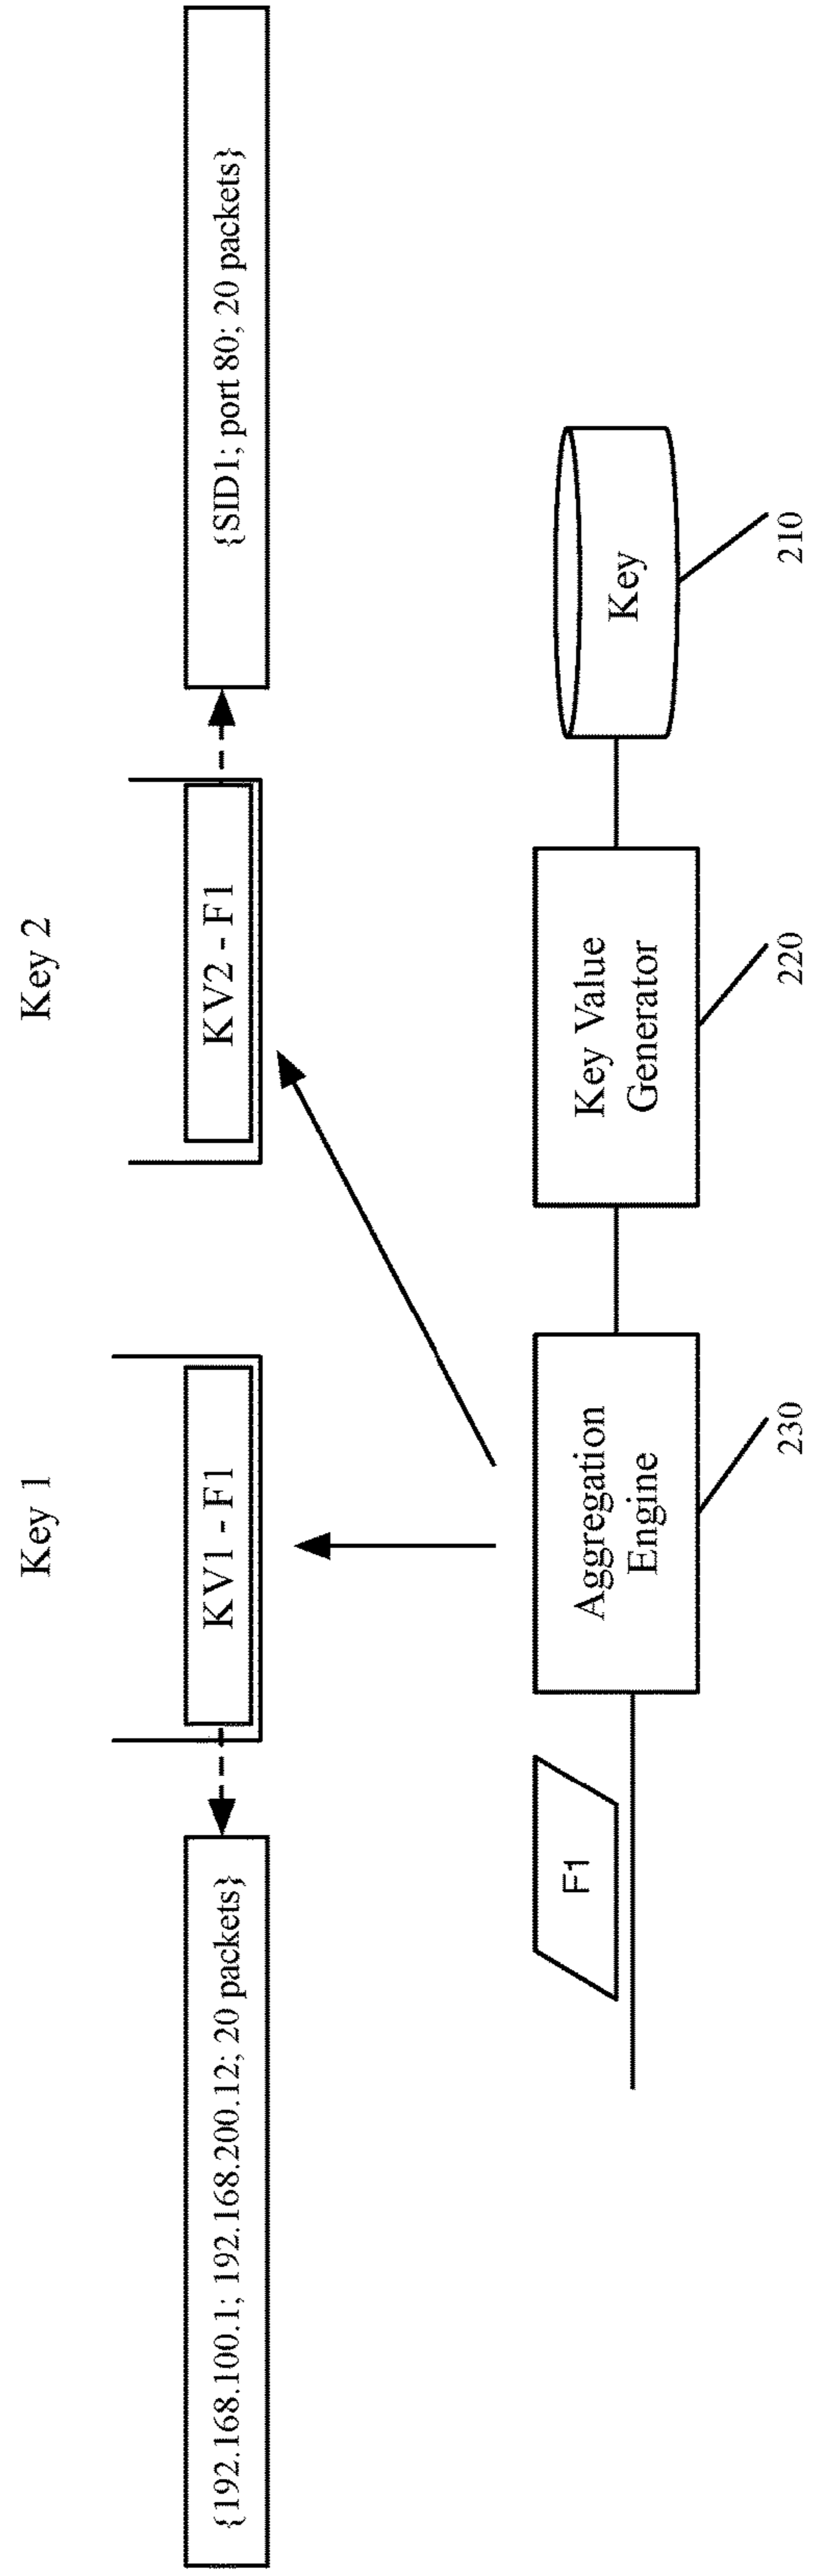 Key 1
Key 2
{192.168.100.1; 192.168.200.12; 20 packets}
KV1 - F1
KV2 - F1
{SID1; port 80; 20 packets}
F1
Aggregation
Engine
Key Value
Generator
Key
230
220
210